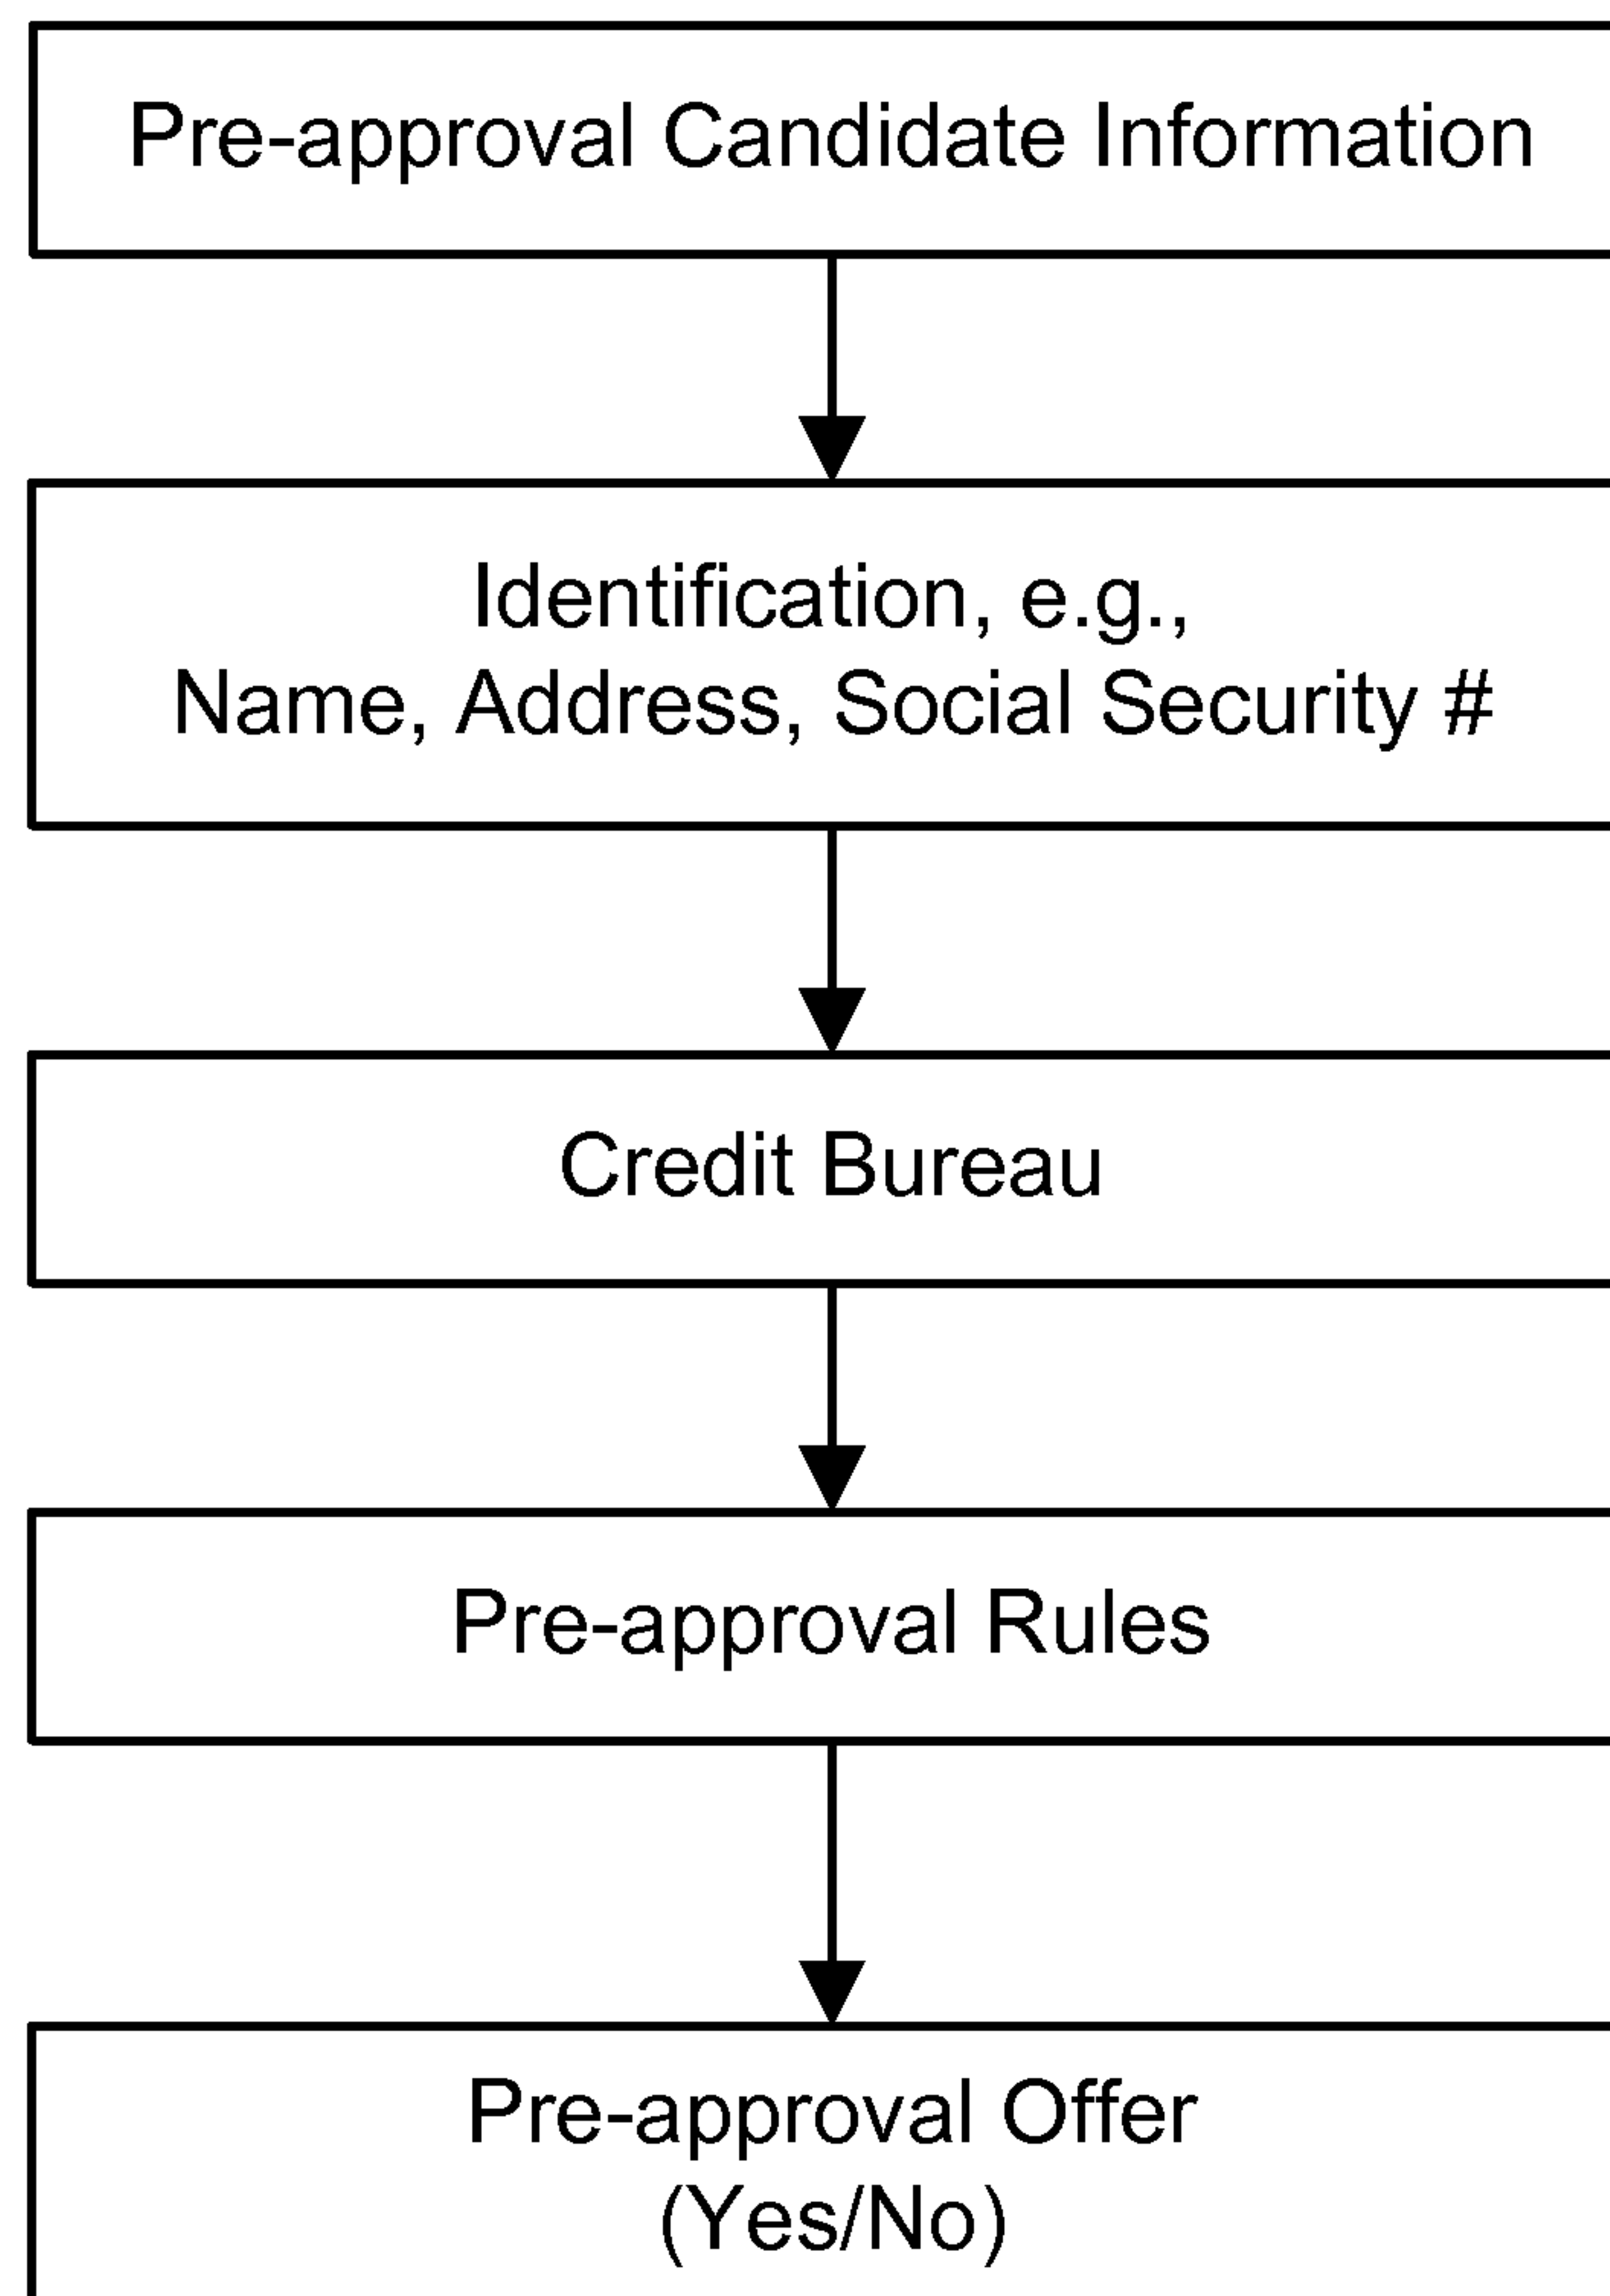 Pre-approval Candidate Information
Identification, e.g.,
Name, Address, Social Security #
Credit Bureau
Pre-approval Rules
Pre-approval Offer
(Yes/No)